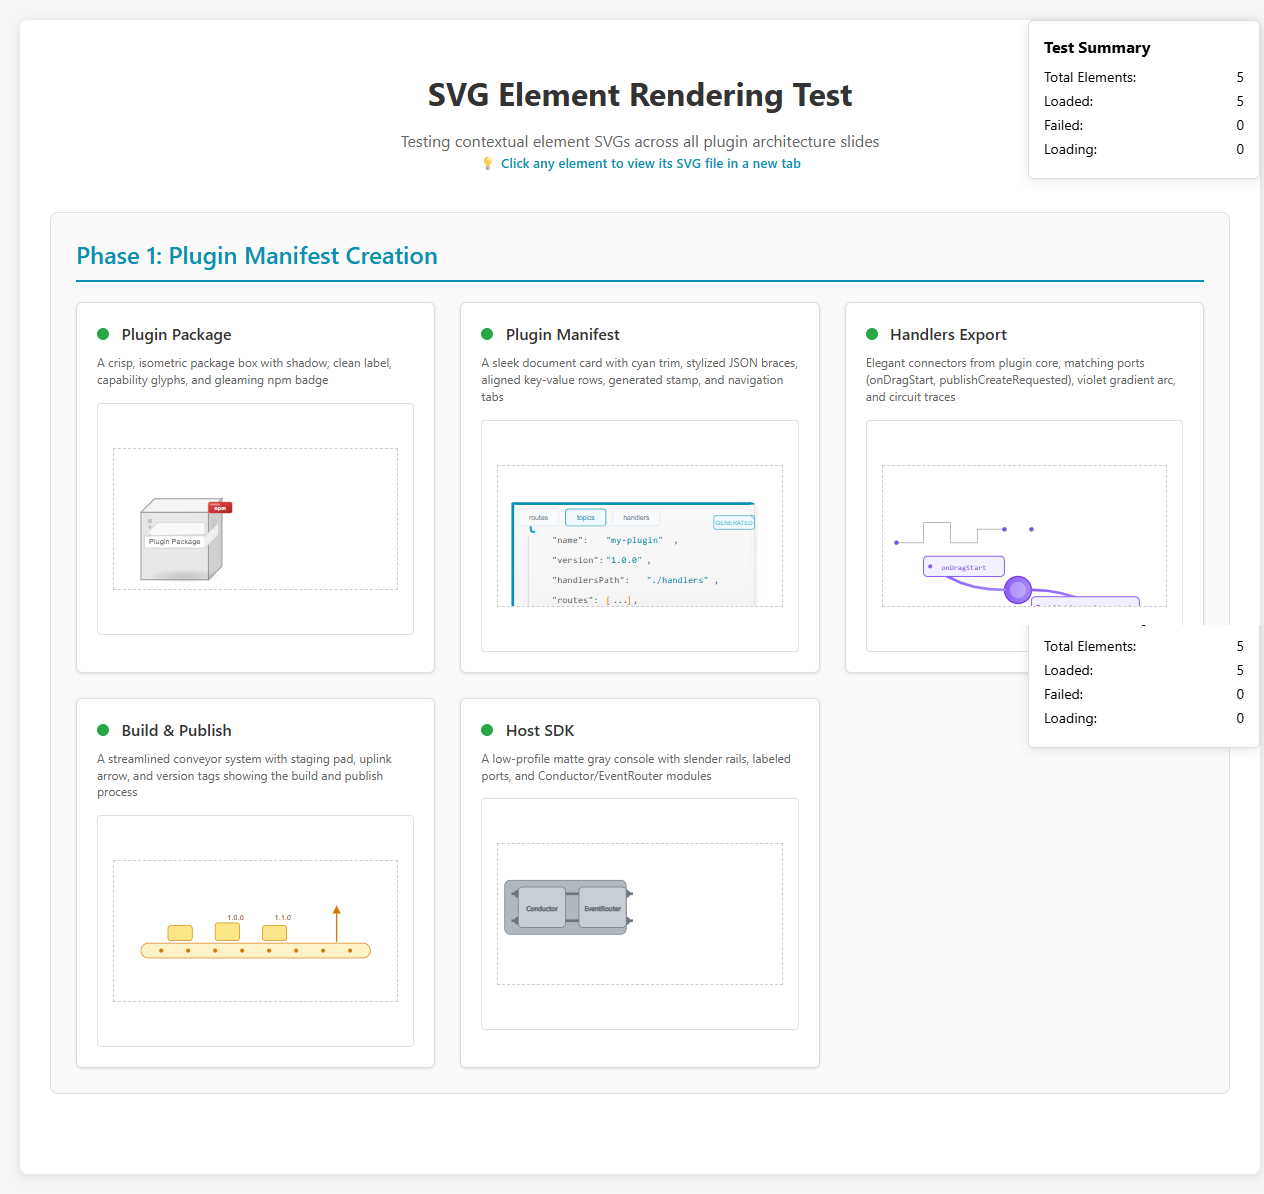 SVG Element Rendering Test
Testing contextual element SVGs across all plugin architecture slides
💡 Click any element to view its SVG file in a new tab
Test Summary
Total Elements: 5
Loaded: 5
Failed: 0
Loading: 0
Phase 1: Plugin Manifest Creation
Plugin Package
A crisp, isometric package box with shadow, clean label,
capability glyphs, and gleaming npm badge
npm
Plugin Package
Plugin Manifest
A sleek document card with cyan trim, stylized JSON braces,
aligned key-value rows, generated stamp, and navigation
tabs
routes topics handlers
GENERATED
"name": "my-plugin" ,
"version": "1.0.0" ,
"handlersPath": "./handlers" ,
"routes": [...],
Handlers Export
Elegant connectors from plugin core, matching ports
(onDragStart, publishCreateRequested), violet gradient arc,
and circuit traces
onDragStart
Total Elements: 5
Loaded: 5
Failed: 0
Loading: 0
Build & Publish
A streamlined conveyor system with staging pad, uplink
arrow, and version tags showing the build and publish
process
1.0.0 1.1.0
Host SDK
A low-profile matte gray console with slender rails, labeled
ports, and Conductor/EventRouter modules
Conductor EventRouter